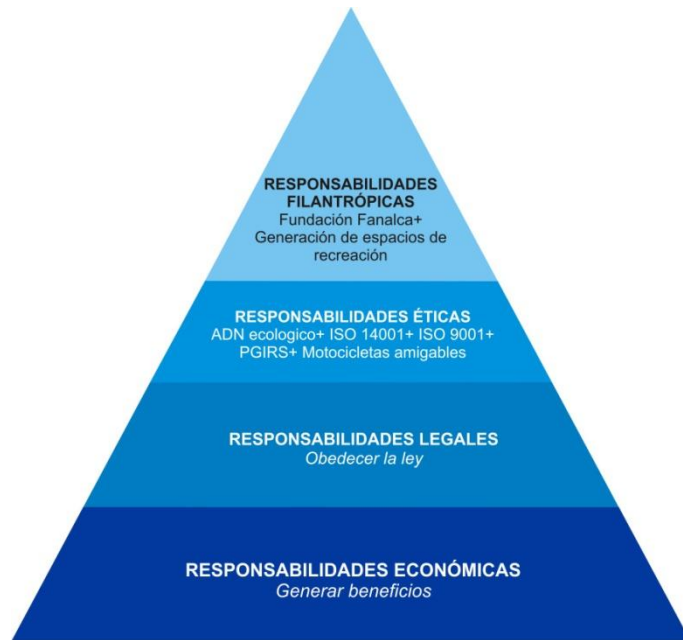 RESPONSABILIDADES
FILANTRÓPICAS
Fundación Fanalca+
Generación de espacios de
recreación
RESPONSABILIDADES ÉTICAS
ADN ecologico+ ISO 14001+ ISO 9001+
PGIRS+ Motocicletas amigables
RESPONSABILIDADES LEGALES
Obedecer la ley
RESPONSABILIDADES ECONÓMICAS
Generar beneficios